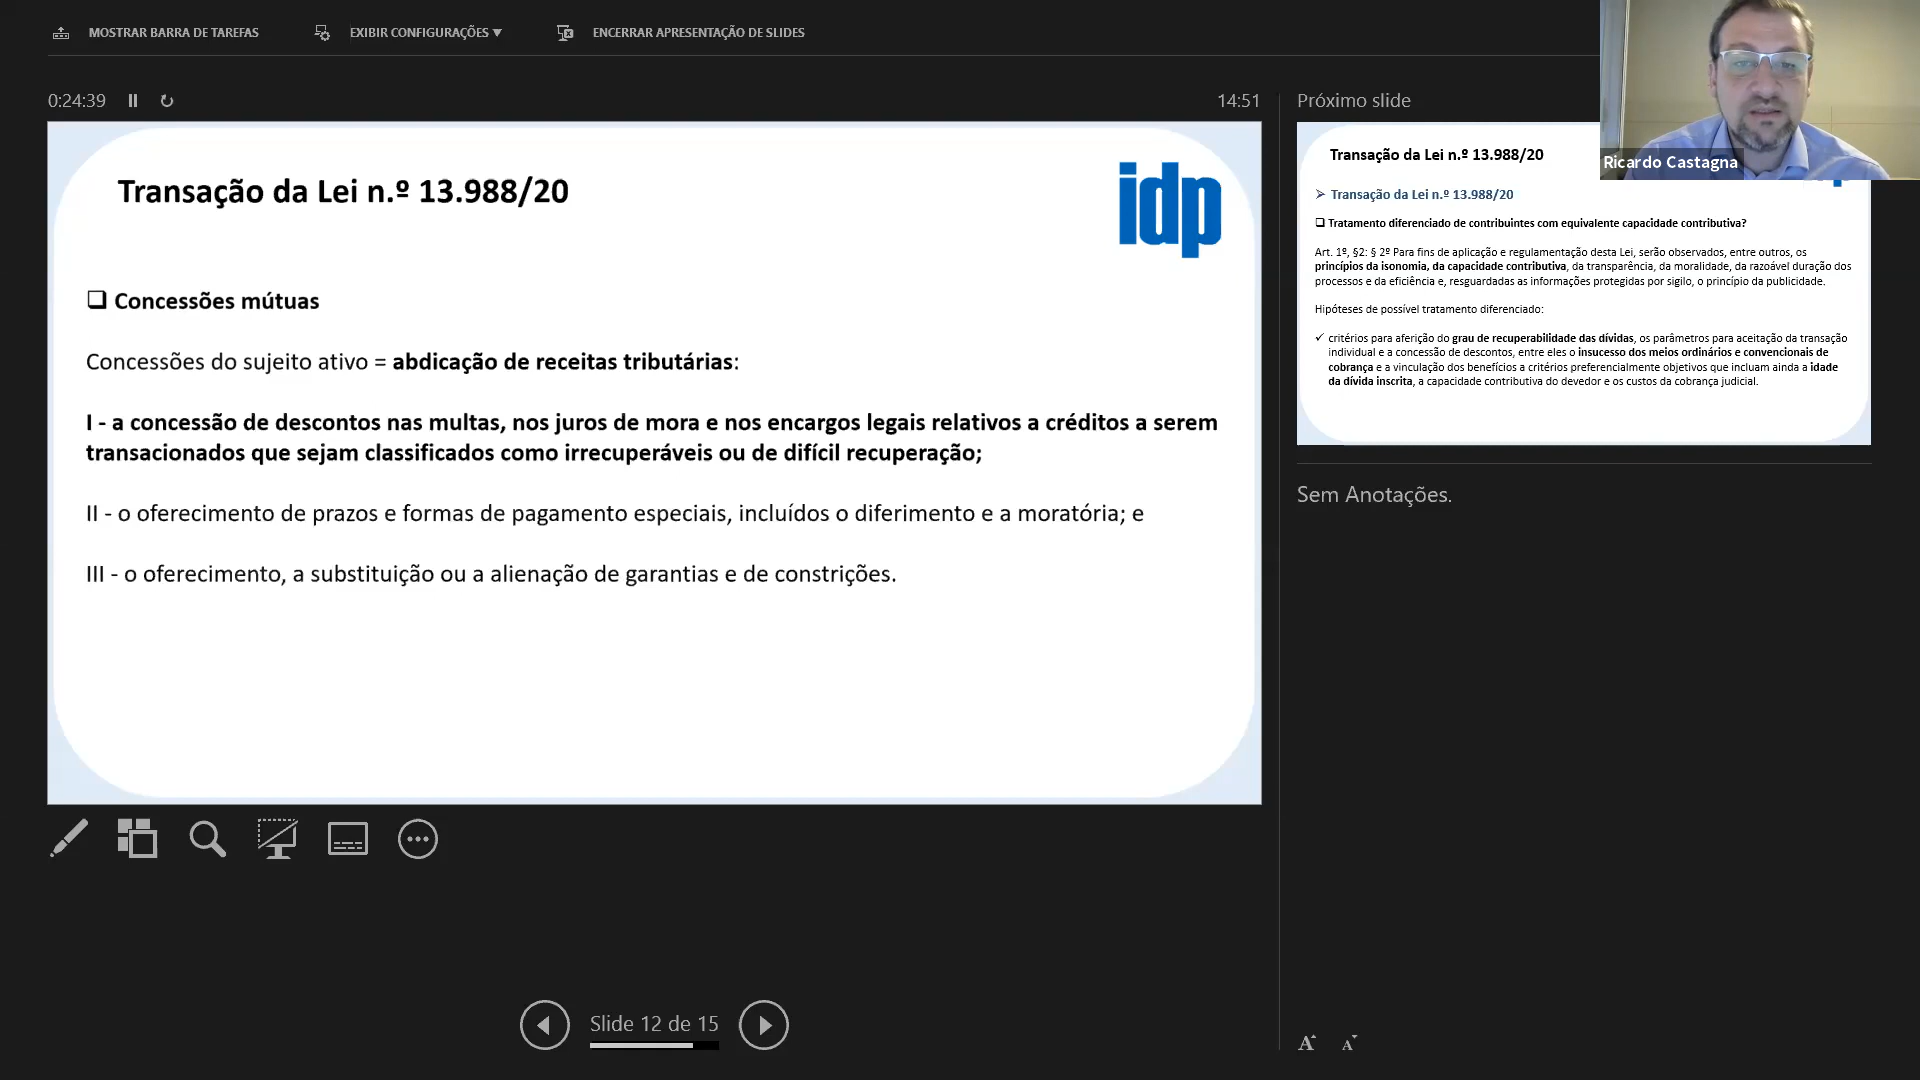 MOSTRAR BARRA DE TAREFAS
EXIBIR CONFIGURAÇÕES ▼
ENCERRAR APRESENTAÇÃO DE SLIDES
0:24:39
14:51
Transação da Lei n.º 13.988/20
idp
❑ Concessões mútuas
Concessões do sujeito ativo = abdicação de receitas tributárias:
I - a concessão de descontos nas multas, nos juros de mora e nos encargos legais relativos a créditos a serem
transacionados que sejam classificados como irrecuperáveis ou de difícil recuperação;
II - o oferecimento de prazos e formas de pagamento especiais, incluídos o diferimento e a moratória; e
III - o oferecimento, a substituição ou a alienação de garantias e de constrições.
Slide 12 de 15
Próximo slide
Ricardo Castagna
Transação da Lei n.º 13.988/20
➢ Transação da Lei n.º 13.988/20
❑ Tratamento diferenciado de contribuintes com equivalente capacidade contributiva?
Art. 1º, §2: § 2º Para fins de aplicação e regulamentação desta Lei, serão observados, entre outros, os
princípios da isonomia, da capacidade contributiva, da transparência, da moralidade, da razoável duração dos
processos e da eficiência e, resguardadas as informações protegidas por sigilo, o princípio da publicidade.
Hipóteses de possível tratamento diferenciado:
✓ critérios para aferição do grau de recuperabilidade das dívidas, os parâmetros para aceitação da transação
individual e a concessão de descontos, entre eles o insucesso dos meios ordinários e convencionais de
cobrança e a vinculação dos benefícios a critérios preferencialmente objetivos que incluam ainda a idade
da dívida inscrita, a capacidade contributiva do devedor e os custos da cobrança judicial.
Sem Anotações.
A A